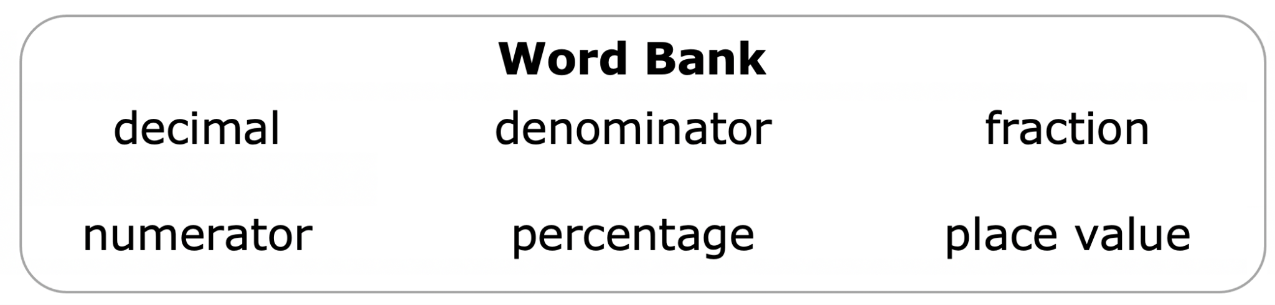 Word Bank
decimal denominator fraction
numerator percentage place value